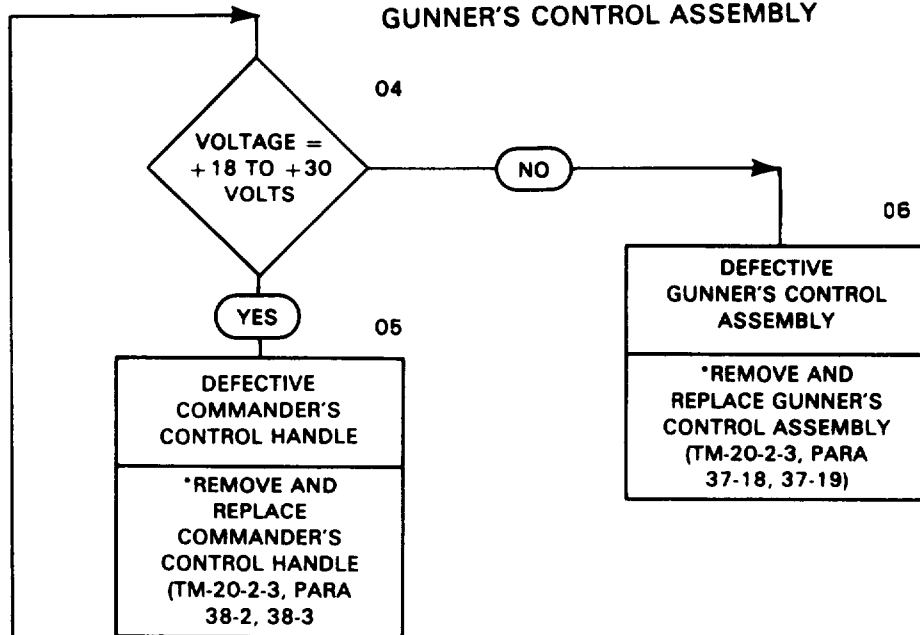 GUNNER'S CONTROL ASSEMBLY
04
VOLTAGE =
+18 TO +30
VOLTS
NO
06
DEFECTIVE
GUNNER'S CONTROL
ASSEMBLY
*REMOVE AND
REPLACE GUNNER'S
CONTROL ASSEMBLY
(TM-20-2-3, PARA
37-18, 37-19)
YES
05
DEFECTIVE
COMMANDER'S
CONTROL HANDLE
*REMOVE AND
REPLACE
COMMANDER'S
CONTROL HANDLE
(TM-20-2-3, PARA
38-2, 38-3